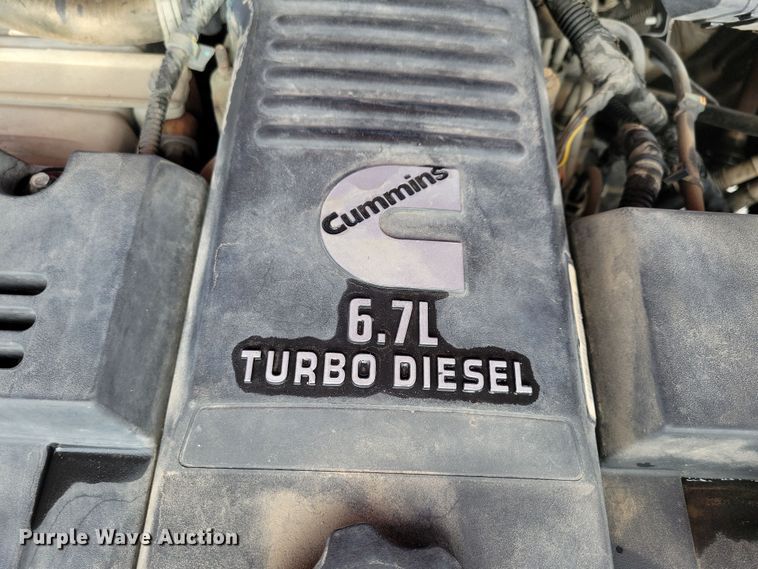 Cummins
6.7L
TURBO DIESEL
Purple Wave Auction